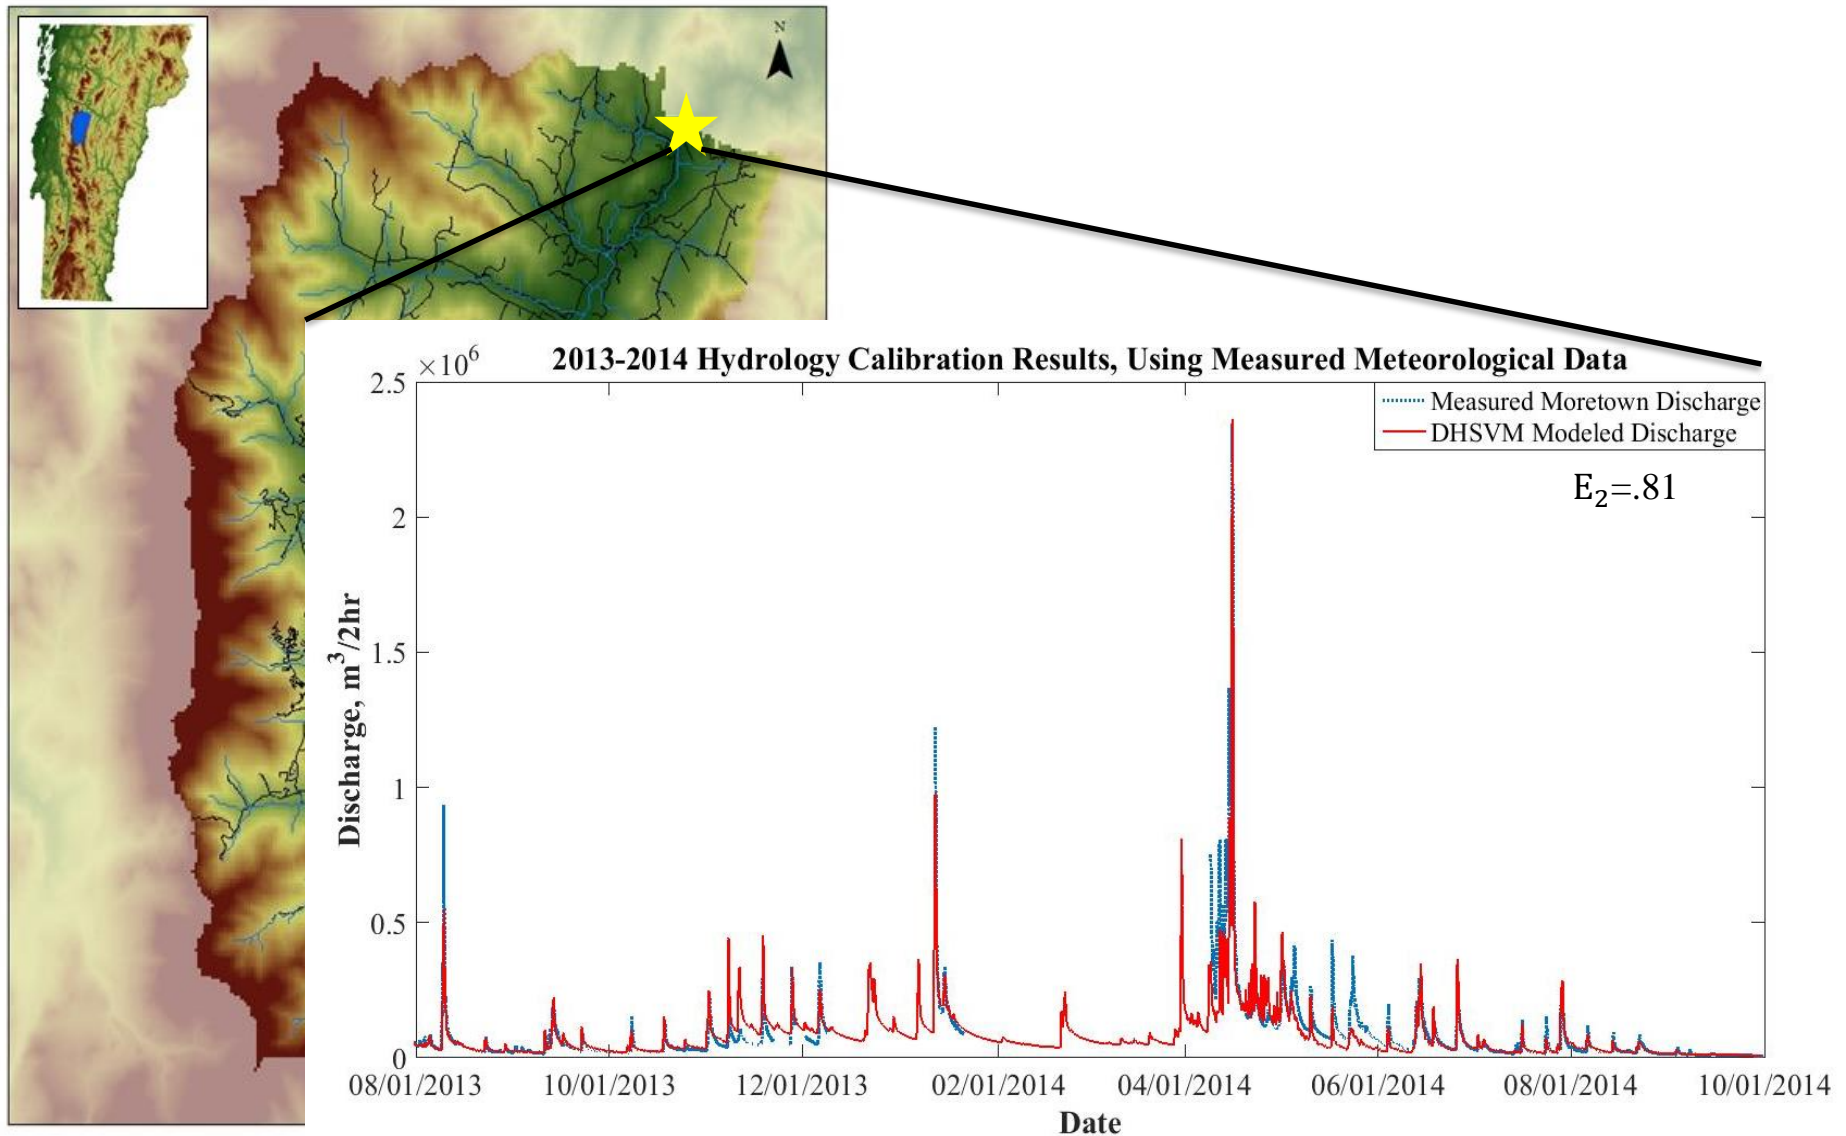 N
2013-2014 Hydrology Calibration Results, Using Measured Meteorological Data
×10⁶
2.5
2
1.5
1
0.5
0
Discharge, m³/2hr
Measured Moretown Discharge
DHSVM Modeled Discharge
E₂=.81
08/01/2013 10/01/2013 12/01/2013 02/01/2014 04/01/2014 06/01/2014 08/01/2014 10/01/2014
Date